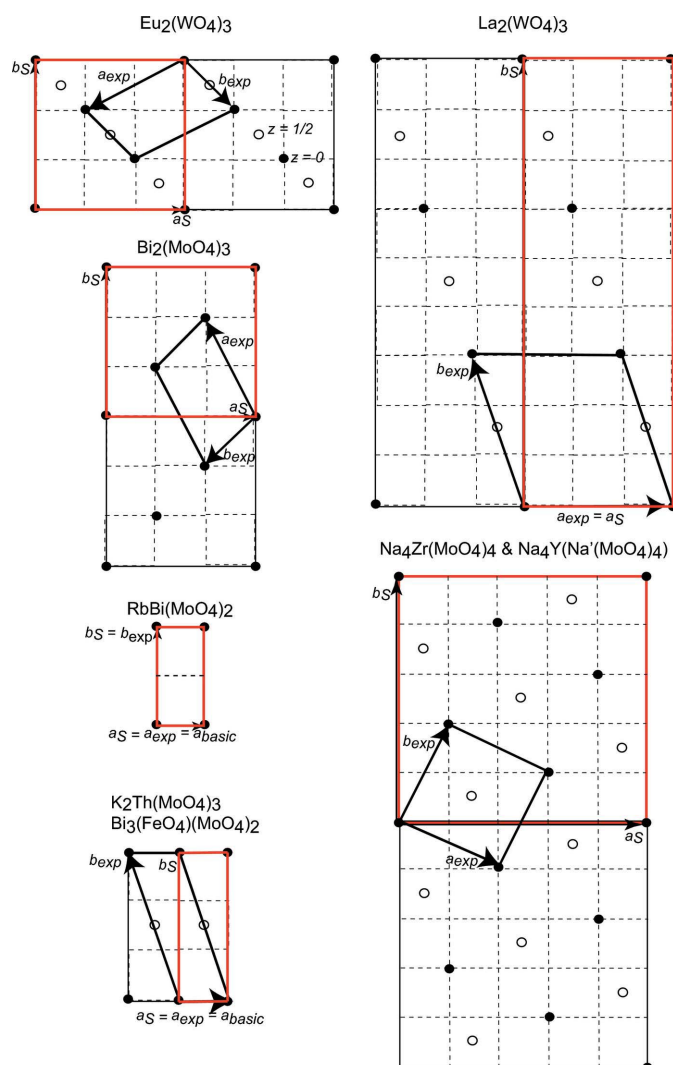 Eu2(WO4)3
bS
aexp
bexp
z = 1/2
z = 0
aS
La2(WO4)3
bS
bexp
aexp = aS
Bi2(MoO4)3
bS
aexp
aS
bexp
RbBi(MoO4)2
bS = bexp
aS = aexp = abasic
K2Th(MoO4)3
Bi3(FeO4)(MoO4)2
bexp
bS
aS = aexp = abasic
Na4Zr(MoO4)4 & Na4Y(Na'(MoO4)4)
bS
bexp
aS
aexp